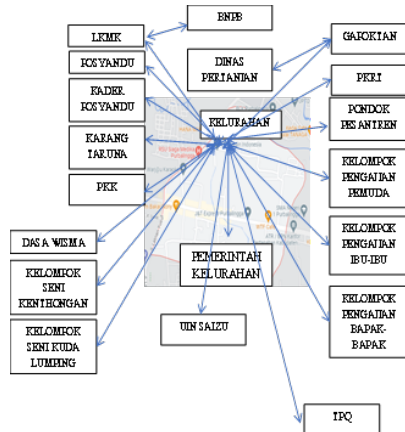 BNPB
LKMK
GAPOKTAN
POSYANDU
DINAS
PERTANIAN
PKRI
KADER
POSYANDU
KELURAHAN
PONDOK
PESANTREN
KARANG
TARUNA
KELOMPOK
PENGAJIAN
PEMUDA
PKK
KELOMPOK
PENGAJIAN
IBU-IBU
DASA WISMA
PEMERINTAH
KELURAHAN
KELOMPOK
SENI
KENTHONGAN
KELOMPOK
PENGAJIAN
BAPAK-
BAPAK
UIN SAIZU
KELOMPOK
SENI KUDA
LUMPING
TPQ